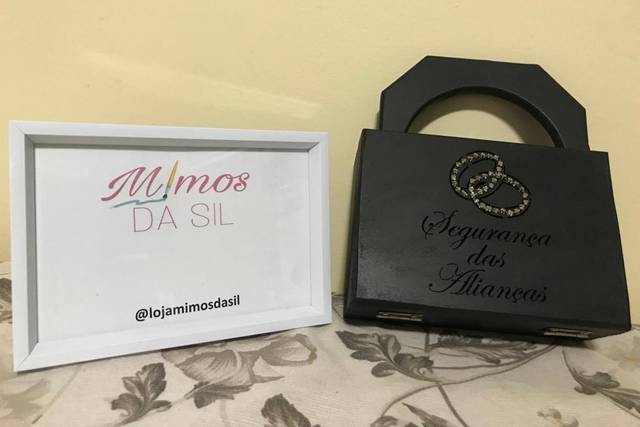 Mimos
DA SIL
@lojamimosdasil
Segurança
das
Alianças